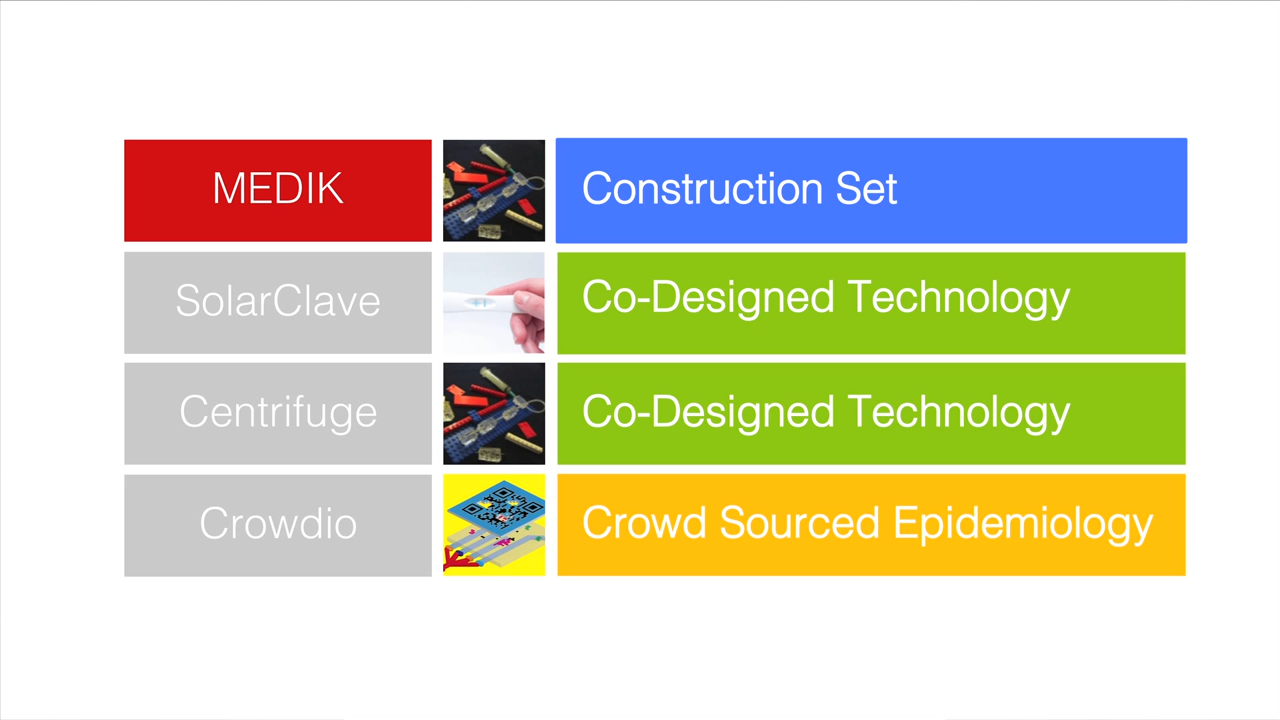 MEDIK
Construction Set
SolarClave
Co-Designed Technology
Centrifuge
Co-Designed Technology
Crowdio
Crowd Sourced Epidemiology